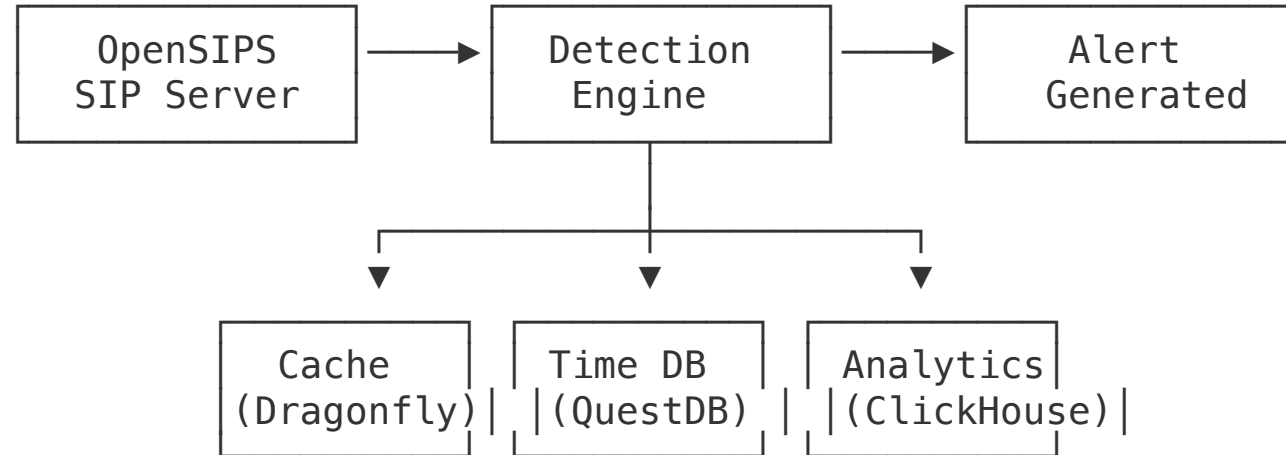 OpenSIPS Detection Alert
SIP Server Engine Generated
Cache Time DB Analytics
(Dragonfly)| |(QuestDB) | |(ClickHouse)|